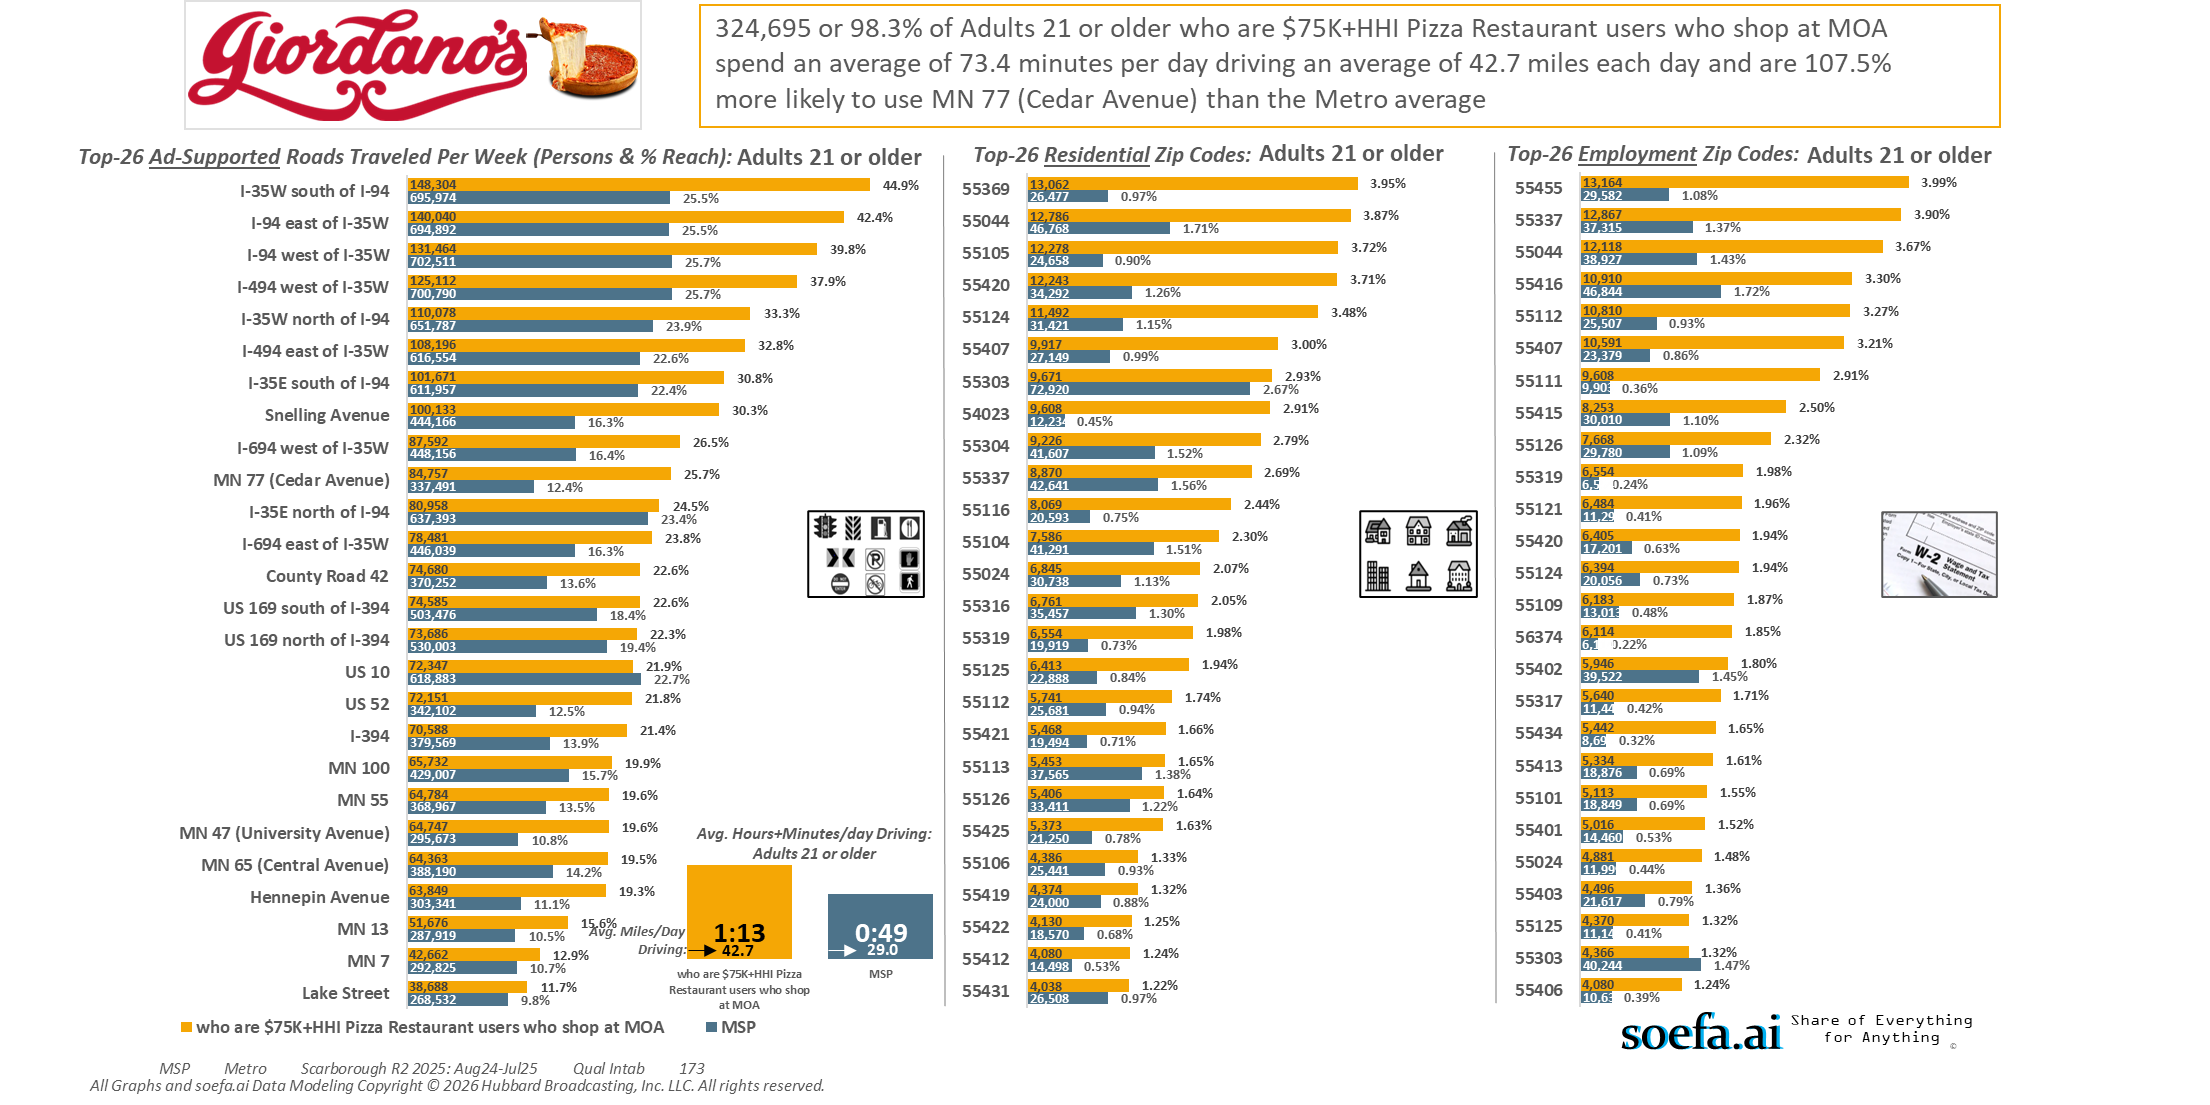 Giordano's
324,695 or 98.3% of Adults 21 or older who are $75K+HHI Pizza Restaurant users who shop at MOA
spend an average of 73.4 minutes per day driving an average of 42.7 miles each day and are 107.5%
more likely to use MN 77 (Cedar Avenue) than the Metro average
Top-26 Ad-Supported Roads Traveled Per Week (Persons & % Reach): Adults 21 or older
I-35W south of I-94 148,304 44.9% 695,974 25.5%
I-94 east of I-35W 140,040 42.4% 694,892 25.5%
I-94 west of I-35W 131,464 39.8% 702,511 25.7%
I-494 west of I-35W 125,112 37.9% 700,790 25.7%
I-35W north of I-94 110,078 33.3% 651,787 23.9%
I-494 east of I-35W 108,196 32.8% 616,554 22.6%
I-35E south of I-94 101,671 30.8% 611,957 22.4%
Snelling Avenue 100,133 30.3% 444,166 16.3%
I-694 west of I-35W 87,592 26.5% 448,156 16.4%
MN 77 (Cedar Avenue) 84,757 25.7% 337,491 12.4%
I-35E north of I-94 80,958 24.5% 637,393 23.4%
I-694 east of I-35W 78,481 23.8% 446,039 16.3%
County Road 42 74,680 22.6% 370,252 13.6%
US 169 south of I-394 74,585 22.6% 503,476 18.4%
US 169 north of I-394 73,686 22.3% 530,003 19.4%
US 10 72,347 21.9% 618,883 22.7%
US 52 72,151 21.8% 342,102 12.5%
I-394 70,588 21.4% 379,569 13.9%
MN 100 65,732 19.9% 429,007 15.7%
MN 55 64,784 19.6% 368,967 13.5%
MN 47 (University Avenue) 64,747 19.6% 295,673 10.8%
MN 65 (Central Avenue) 64,363 19.5% 388,190 14.2%
Hennepin Avenue 63,849 19.3% 303,341 11.1%
MN 13 51,676 15.6% 287,919 10.5%
MN 7 42,662 12.9% 292,825 10.7%
Lake Street 38,688 11.7% 268,532 9.8%
Avg. Hours+Minutes/day Driving:
Adults 21 or older
1:13
0:49
Avg. Miles/Day
Driving:
42.7
29.0
who are $75K+HHI Pizza
Restaurant users who shop
at MOA
MSP
who are $75K+HHI Pizza Restaurant users who shop at MOA
MSP
Top-26 Residential Zip Codes: Adults 21 or older
55369 13,062 3.95% 26,477 0.97%
55044 12,786 3.87% 46,768 1.71%
55105 12,278 3.72% 24,658 0.90%
55420 12,243 3.71% 34,292 1.26%
55124 11,492 3.48% 31,421 1.15%
55407 9,917 3.00% 27,149 0.99%
55303 9,671 2.93% 72,920 2.67%
54023 9,608 2.91% 12,23 0.45%
55304 9,226 2.79% 41,607 1.52%
55337 8,870 2.69% 42,641 1.56%
55116 8,069 2.44% 20,593 0.75%
55104 7,586 2.30% 41,291 1.51%
55024 6,845 2.07% 30,738 1.13%
55316 6,761 2.05% 35,457 1.30%
55319 6,554 1.98% 19,919 0.73%
55125 6,413 1.94% 22,888 0.84%
55112 5,741 1.74% 25,681 0.94%
55421 5,468 1.66% 19,494 0.71%
55113 5,453 1.65% 37,565 1.38%
55126 5,406 1.64% 33,411 1.22%
55425 5,373 1.63% 21,250 0.78%
55106 4,386 1.33% 25,441 0.93%
55419 4,374 1.32% 24,000 0.88%
55422 4,130 1.25% 18,570 0.68%
55412 4,080 1.24% 14,498 0.53%
55431 4,038 1.22% 26,508 0.97%
Top-26 Employment Zip Codes: Adults 21 or older
55455 13,164 3.99% 29,582 1.08%
55337 12,867 3.90% 37,315 1.37%
55044 12,118 3.67% 38,927 1.43%
55416 10,910 3.30% 46,844 1.72%
55112 10,810 3.27% 25,507 0.93%
55407 10,591 3.21% 23,379 0.86%
55111 9,608 2.91% 9,90 0.36%
55415 8,253 2.50% 30,010 1.10%
55126 7,668 2.32% 29,780 1.09%
55319 6,554 1.98% 6,5 0.24%
55121 6,484 1.96% 11,29 0.41%
55420 6,405 1.94% 17,201 0.63%
55124 6,394 1.94% 20,056 0.73%
55109 6,183 1.87% 13,01 0.48%
56374 6,114 1.85% 6,1 0.22%
55402 5,946 1.80% 39,522 1.45%
55317 5,640 1.71% 11,44 0.42%
55434 5,442 1.65% 8,69 0.32%
55413 5,334 1.61% 18,876 0.69%
55101 5,113 1.55% 18,849 0.69%
55401 5,016 1.52% 14,460 0.53%
55024 4,881 1.48% 11,99 0.44%
55403 4,496 1.36% 21,617 0.79%
55125 4,370 1.32% 11,14 0.41%
55303 4,366 1.32% 40,244 1.47%
55406 4,080 1.24% 10,63 0.39%
W-2 Wage and Tax
Statement
soefa.ai Share of Everything
for Anything ©
MSP Metro Scarborough R2 2025: Aug24-Jul25 Qual Intab 173
All Graphs and soefa.ai Data Modeling Copyright © 2026 Hubbard Broadcasting, Inc. LLC. All rights reserved.